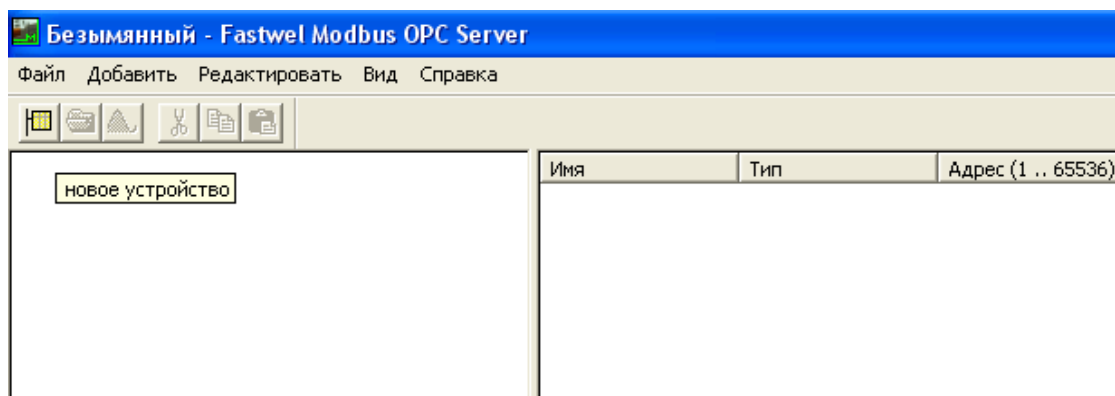 Безымянный - Fastwel Modbus OPC Server
Файл Добавить Редактировать Вид Справка
Имя Тип Адрес (1 .. 65536)
новое устройство